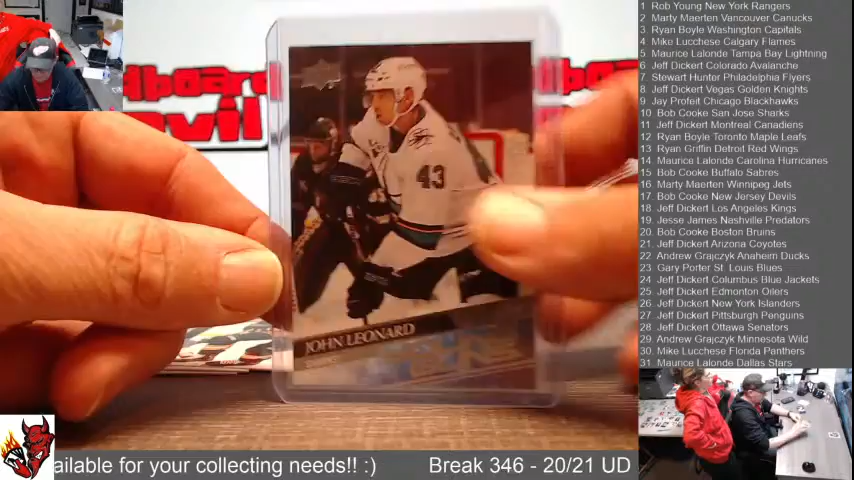 1 Rob Young New York Rangers
2 Marty Maerten Vancouver Canucks
3 Ryan Boyle Washington Capitals
4 Mike Lucchese Calgary Flames
5 Maurice Lalonde Tampa Bay Lightning
6 Jeff Dickert Colorado Avalanche
7 Stewart Hunter Philadelphia Flyers
8 Jeff Dickert Vegas Golden Knights
9 Jay Profeit Chicago Blackhawks
10 Bob Cooke San Jose Sharks
11 Jeff Dickert Montreal Canadiens
12 Ryan Boyle Toronto Maple Leafs
13 Ryan Griffin Detroit Red Wings
14 Maurice Lalonde Carolina Hurricanes
15 Bob Cooke Buffalo Sabres
16 Marty Maerten Winnipeg Jets
17 Bob Cooke New Jersey Devils
18 Jeff Dickert Los Angeles Kings
19 Jesse James Nashville Predators
20 Bob Cooke Boston Bruins
21 Jeff Dickert Arizona Coyotes
22 Andrew Grajczyk Anaheim Ducks
23 Gary Porter St Louis Blues
24 Jeff Dickert Columbus Blue Jackets
25 Jeff Dickert Edmonton Oilers
26 Jeff Dickert New York Islanders
27 Jeff Dickert Pittsburgh Penguins
28 Jeff Dickert Ottawa Senators
29 Andrew Grajczyk Minnesota Wild
30 Mike Lucchese Florida Panthers
31 Maurice Lalonde Dallas Stars
43
JOHN LEONARD
ailable for your collecting needs!! :) Break 346 - 20/21 UD